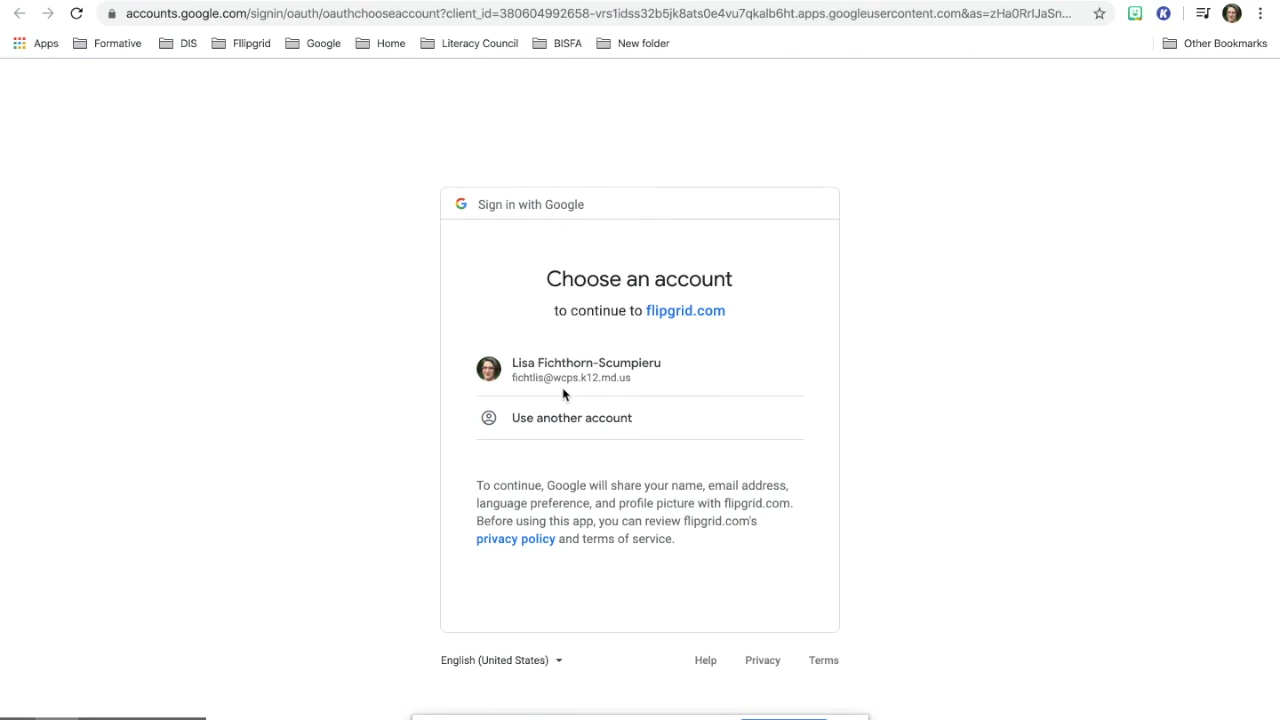 accounts.google.com/signin/oauth/oauthchooseaccount?client_id=380604992658-vrs1idss32b5jk8ats0e4vu7qkalb6ht.apps.googleusercontent.com&as=zHa0RrIJaSn...
Apps Formative DIS Flipgrid Google Home Literacy Council BISFA New folder Other Bookmarks
G Sign in with Google
Choose an account
to continue to flipgrid.com
Lisa Fichthorn-Scumpieru
fichtlis@wcps.k12.md.us
Use another account
To continue, Google will share your name, email address,
language preference, and profile picture with flipgrid.com.
Before using this app, you can review flipgrid.com's
privacy policy and terms of service.
English (United States) Help Privacy Terms